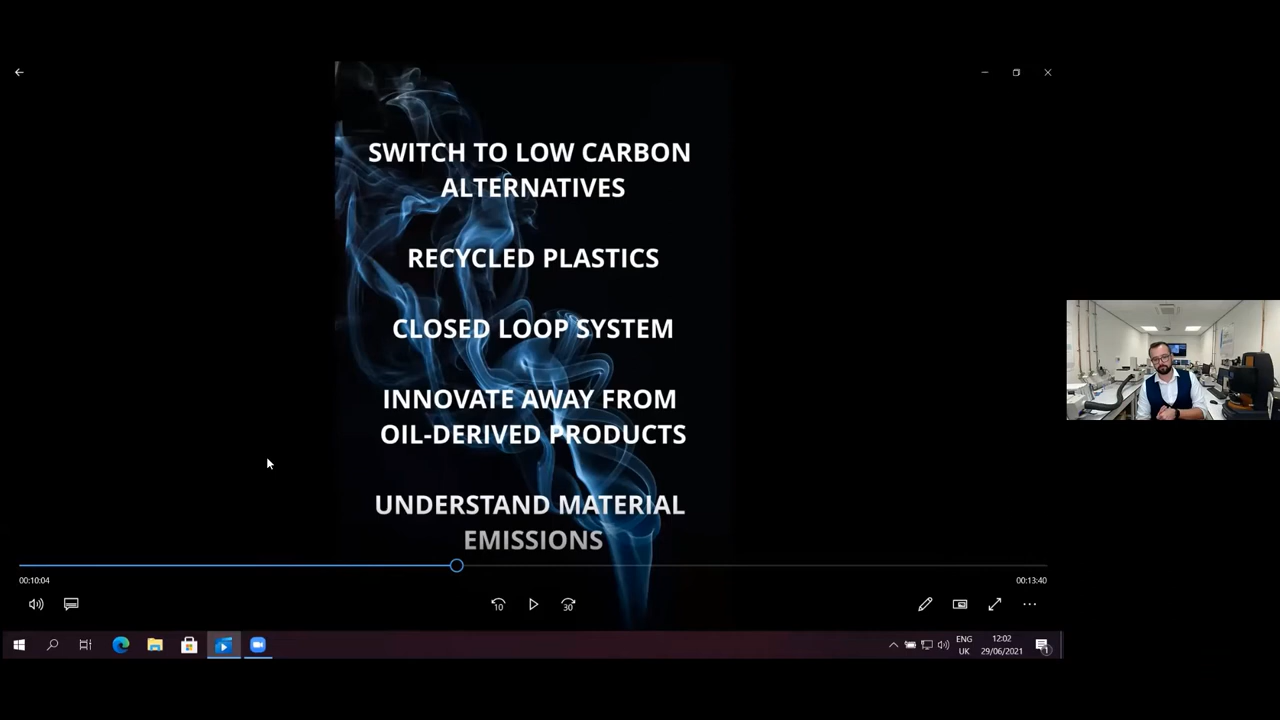 SWITCH TO LOW CARBON
ALTERNATIVES
RECYCLED PLASTICS
CLOSED LOOP SYSTEM
INNOVATE AWAY FROM
OIL-DERIVED PRODUCTS
UNDERSTAND MATERIAL
EMISSIONS
00:10:04
00:13:40
10
30
ENG
UK
12:02
29/06/2021
1